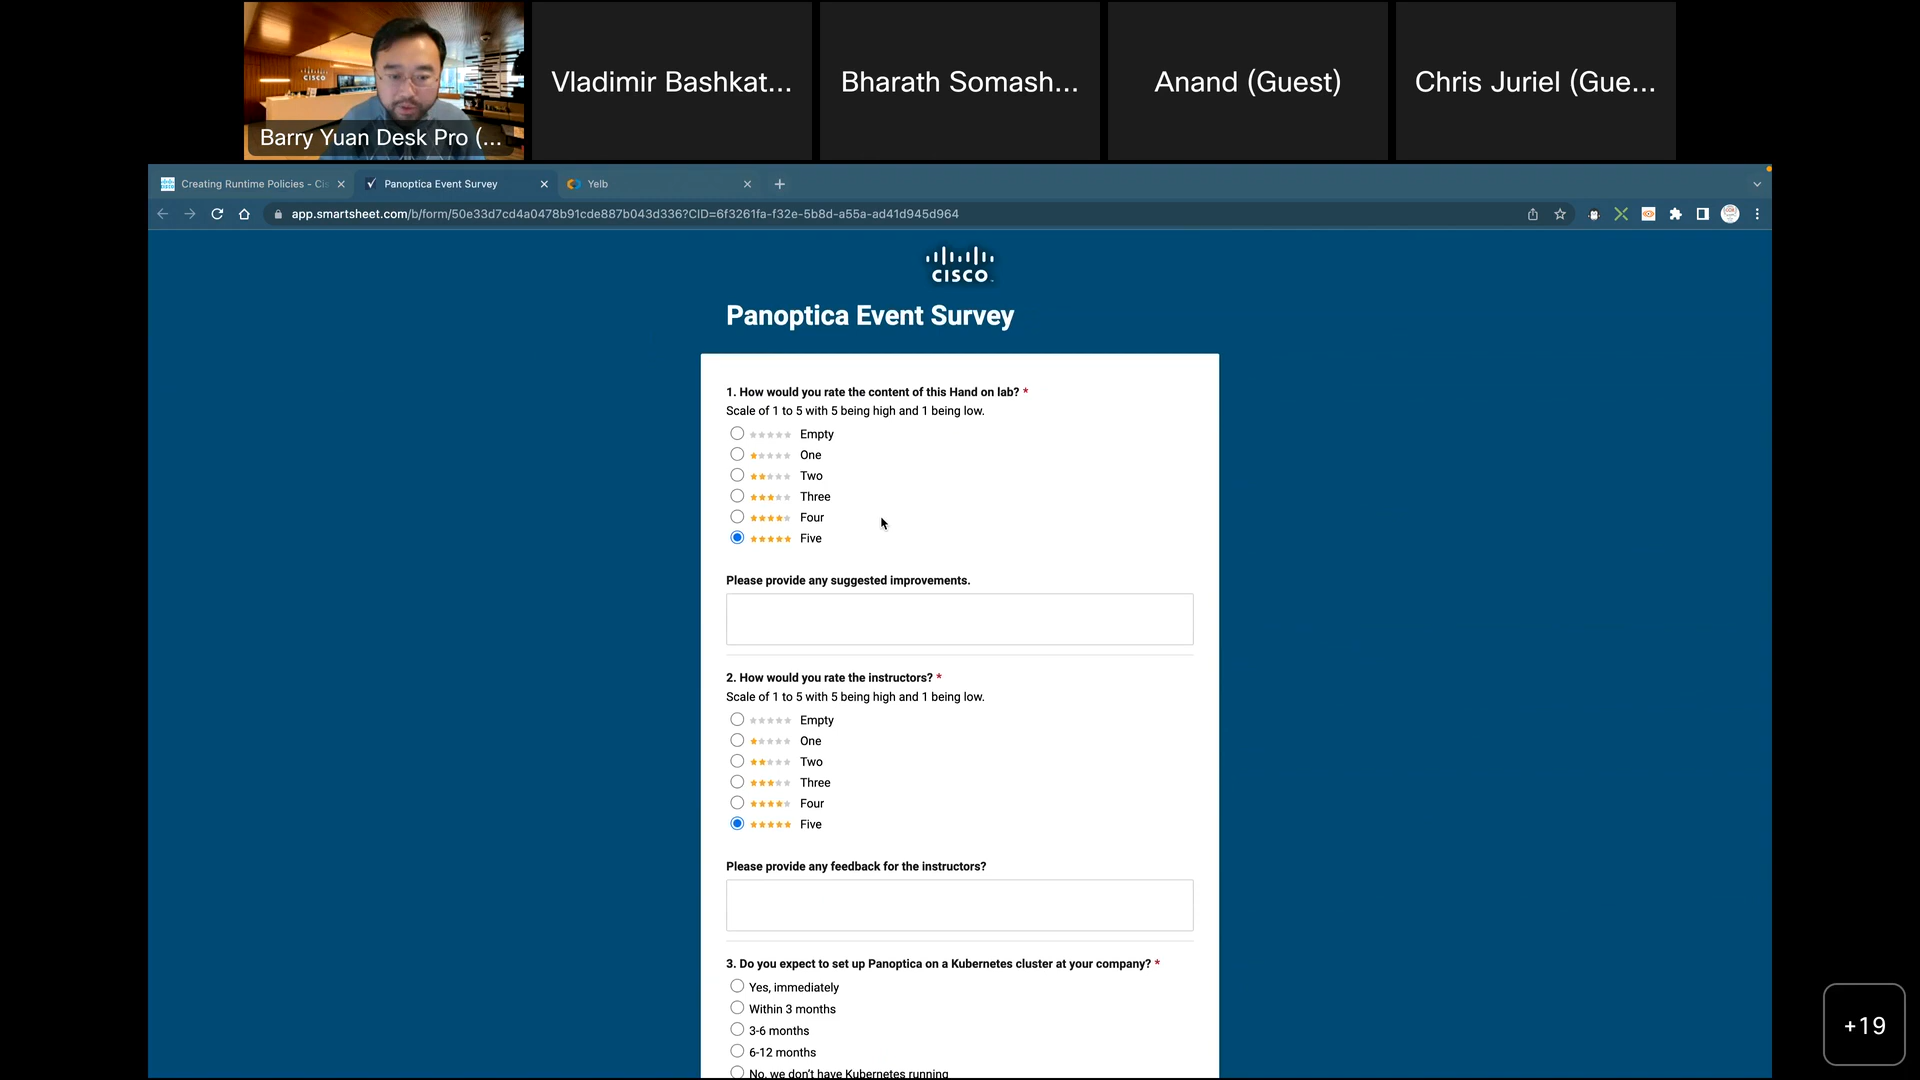 cisco
Barry Yuan Desk Pro (...
Vladimir Bashkat...
Bharath Somash...
Anand (Guest)
Chris Juriel (Gue...
Creating Runtime Policies - Cis
Panoptica Event Survey
Yelb
app.smartsheet.com/b/form/50e33d7cd4a0478b91cde887b043d336?CID=6f3261fa-f32e-5b8d-a55a-ad41d945d964
CISCO
Panoptica Event Survey
1. How would you rate the content of this Hand on lab? *
Scale of 1 to 5 with 5 being high and 1 being low.
Empty
One
Two
Three
Four
Five
Please provide any suggested improvements.
2. How would you rate the instructors? *
Scale of 1 to 5 with 5 being high and 1 being low.
Empty
One
Two
Three
Four
Five
Please provide any feedback for the instructors?
3. Do you expect to set up Panoptica on a Kubernetes cluster at your company? *
Yes, immediately
Within 3 months
3-6 months
6-12 months
No, we don't have Kubernetes running
+19